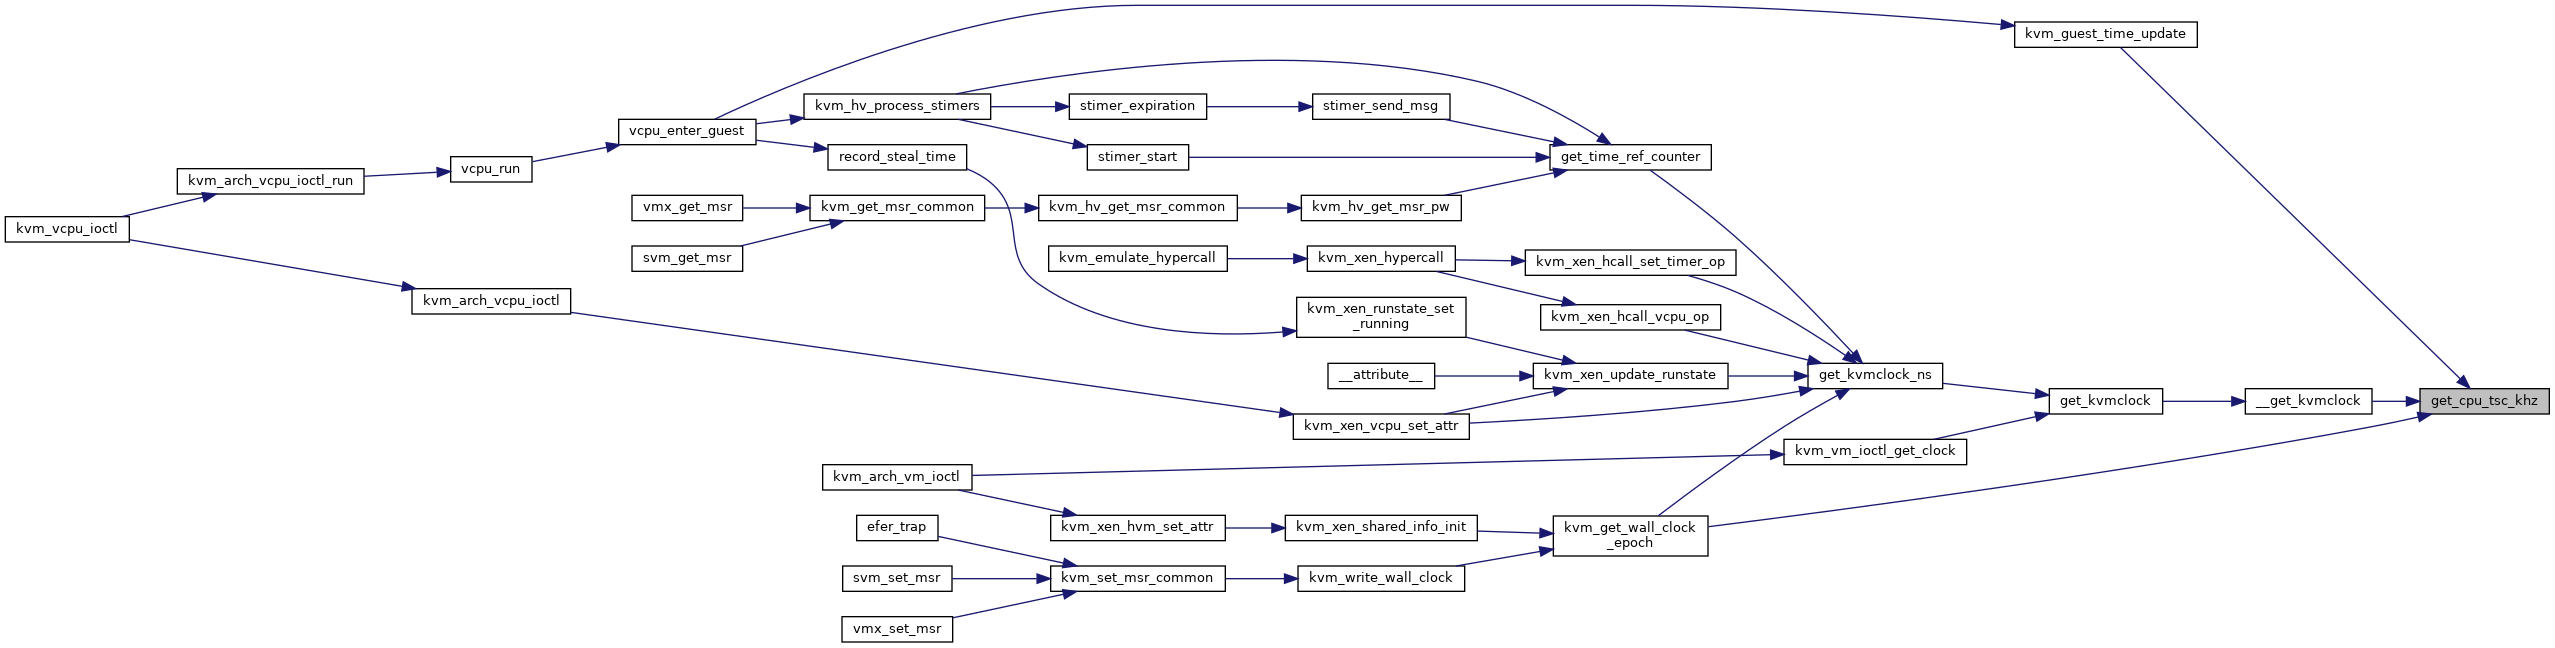 kvm_guest_time_update
kvm_hv_process_stimers
stimer_expiration
stimer_send_msg
vcpu_enter_guest
record_steal_time
stimer_start
get_time_ref_counter
vcpu_run
kvm_arch_vcpu_ioctl_run
vmx_get_msr
kvm_get_msr_common
kvm_hv_get_msr_common
kvm_hv_get_msr_pw
kvm_vcpu_ioctl
svm_get_msr
kvm_emulate_hypercall
kvm_xen_hypercall
kvm_xen_hcall_set_timer_op
kvm_arch_vcpu_ioctl
kvm_xen_runstate_set
_running
kvm_xen_hcall_vcpu_op
__attribute__
kvm_xen_update_runstate
get_kvmclock_ns
get_kvmclock
__get_kvmclock
get_cpu_tsc_khz
kvm_xen_vcpu_set_attr
kvm_vm_ioctl_get_clock
kvm_arch_vm_ioctl
efer_trap
kvm_xen_hvm_set_attr
kvm_xen_shared_info_init
kvm_get_wall_clock
_epoch
svm_set_msr
kvm_set_msr_common
kvm_write_wall_clock
vmx_set_msr